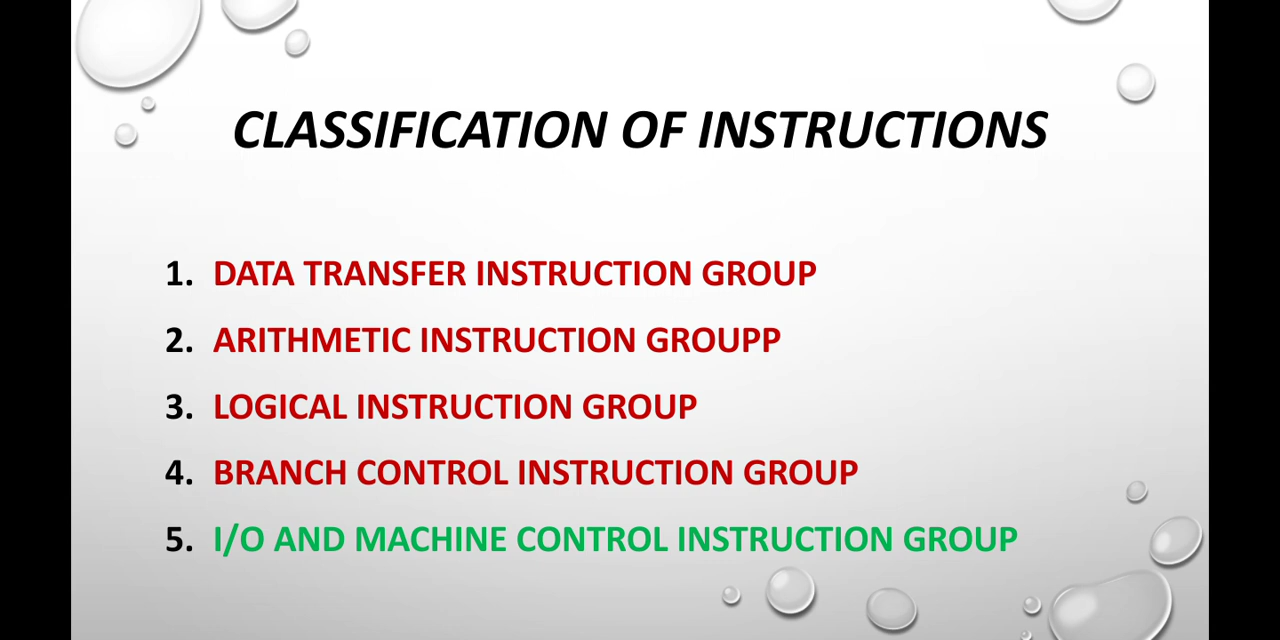 CLASSIFICATION OF INSTRUCTIONS
1. DATA TRANSFER INSTRUCTION GROUP
2. ARITHMETIC INSTRUCTION GROUPP
3. LOGICAL INSTRUCTION GROUP
4. BRANCH CONTROL INSTRUCTION GROUP
5. I/O AND MACHINE CONTROL INSTRUCTION GROUP